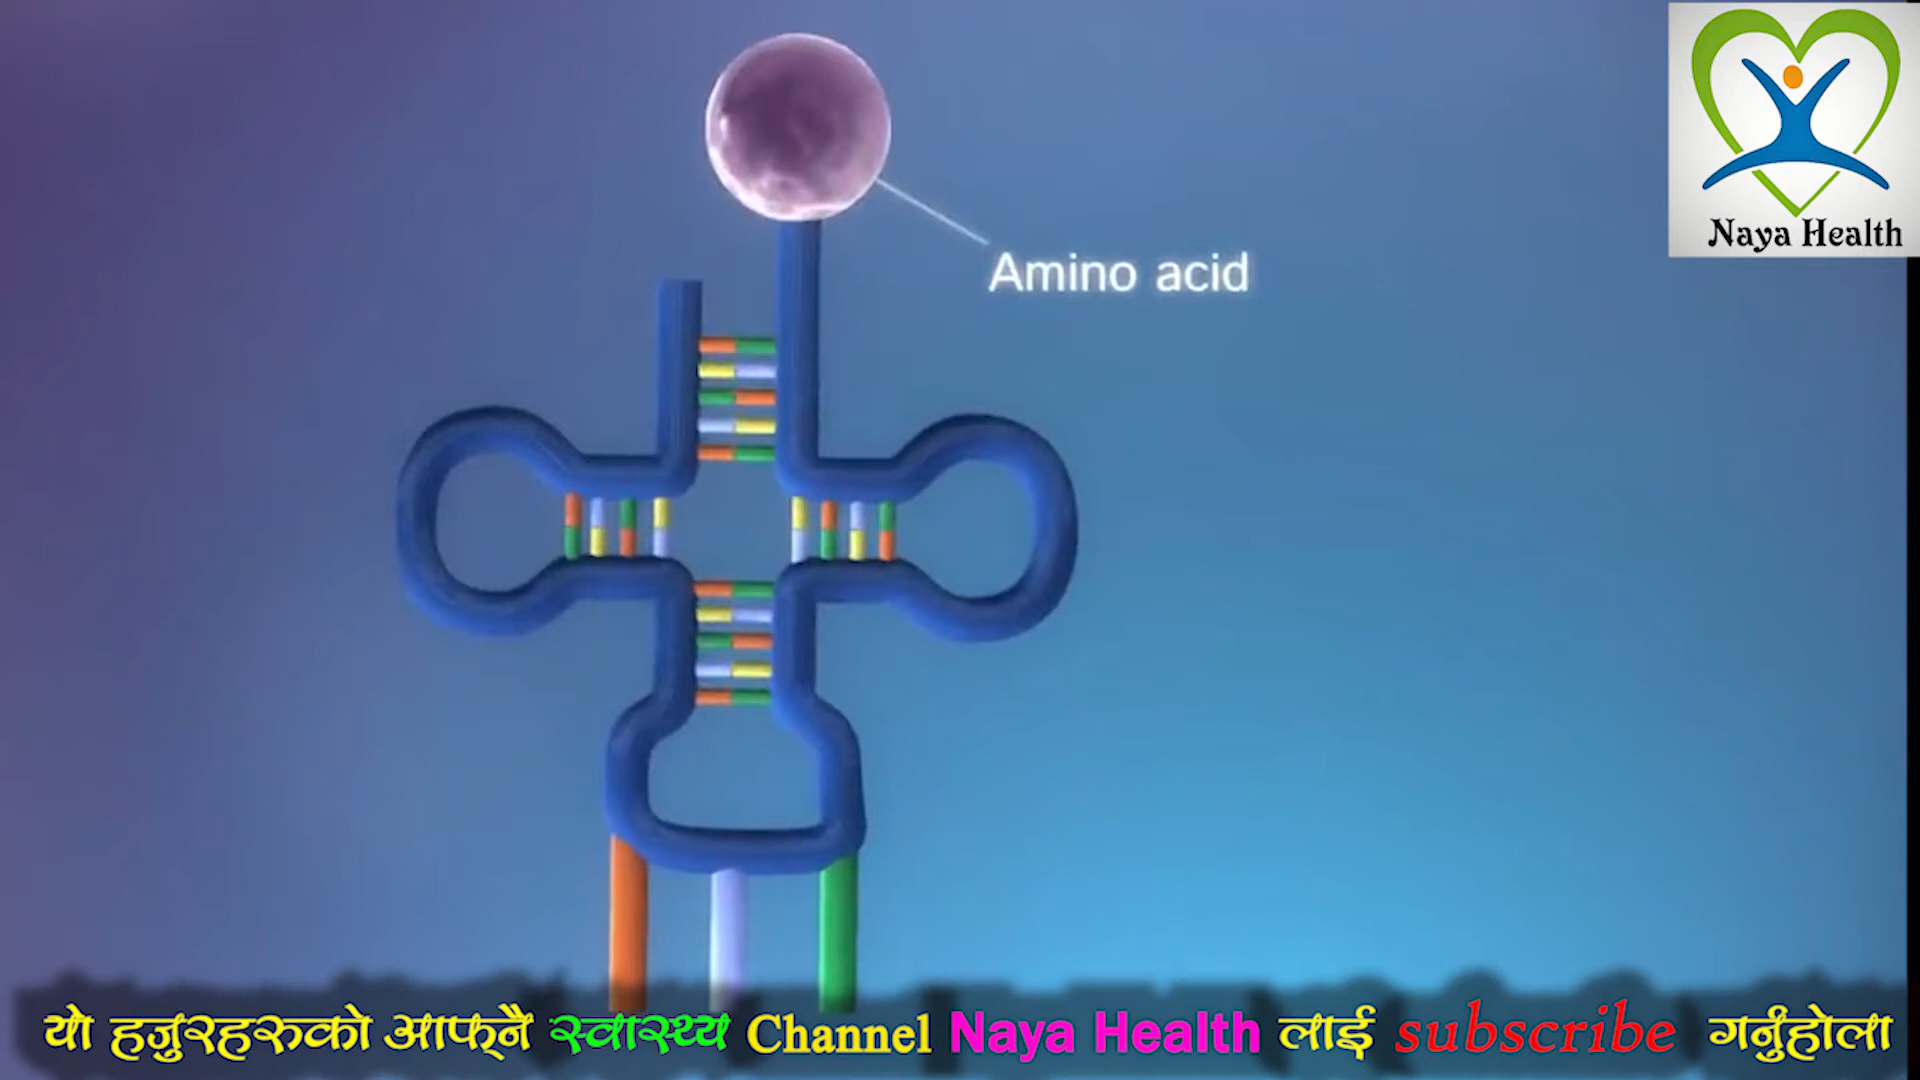 Naya Health
Amino acid
यो हजुरहरुको आफ्नै स्वास्थ्य Channel Naya Health लाई subscribe गर्नुहोला